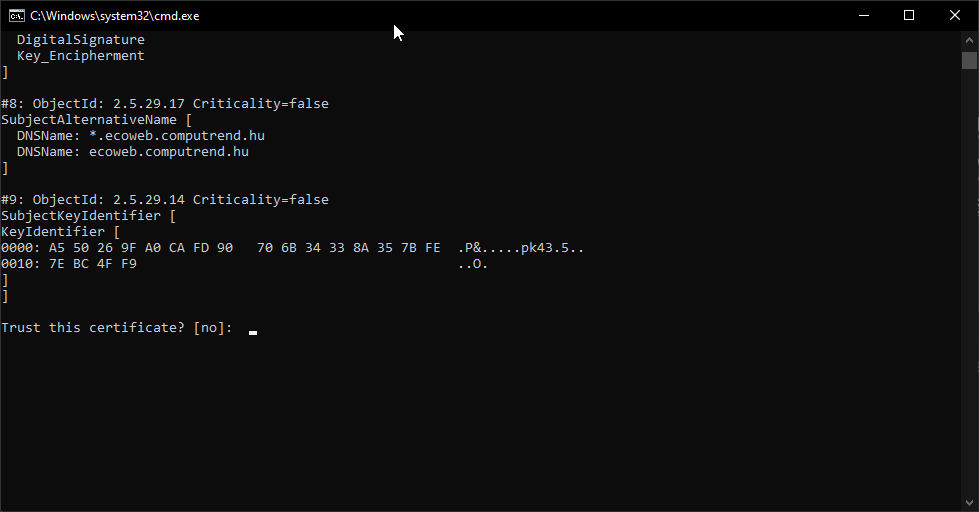 C:\Windows\system32\cmd.exe
DigitalSignature
Key_Encipherment
]
#8: ObjectId: 2.5.29.17 Criticality=false
SubjectAlternativeName [
DNSName: *.ecoweb.computrend.hu
DNSName: ecoweb.computrend.hu
]
#9: ObjectId: 2.5.29.14 Criticality=false
SubjectKeyIdentifier [
KeyIdentifier [
0000: A5 50 26 9F A0 CA FD 90   70 6B 34 33 8A 35 7B FE  .P&.....pk43.5..
0010: 7E BC 4F F9                                        ..O.
]
]
Trust this certificate? [no]: